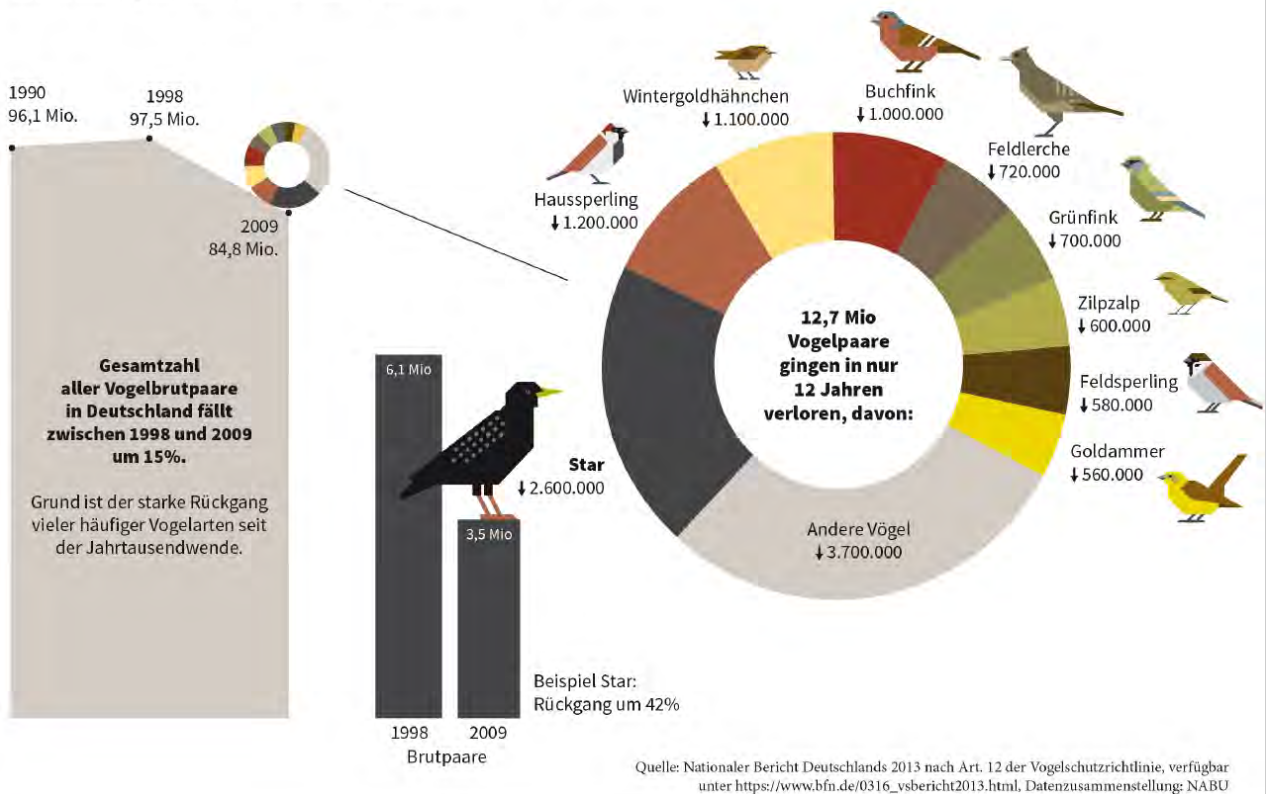 1990
96,1 Mio.
1998
97,5 Mio.
2009
84,8 Mio.
Gesamtzahl
aller Vogelbrutpaare
in Deutschland fällt
zwischen 1998 und 2009
um 15%.
Grund ist der starke Rückgang
vieler häufiger Vogelarten seit
der Jahrtausendwende.
6,1 Mio
3,5 Mio
1998
2009
Brutpaare
Beispiel Star:
Rückgang um 42%
Star
↓ 2.600.000
Haussperling
↓ 1.200.000
Wintergoldhähnchen
↓ 1.100.000
Buchfink
↓ 1.000.000
Feldlerche
↓ 720.000
Grünfink
↓ 700.000
Zilpzalp
↓ 600.000
Feldsperling
↓ 580.000
Goldammer
↓ 560.000
Andere Vögel
↓ 3.700.000
12,7 Mio
Vogelpaare
gingen in nur
12 Jahren
verloren, davon:
Quelle: Nationaler Bericht Deutschlands 2013 nach Art. 12 der Vogelschutzrichtlinie, verfügbar
unter https://www.bfn.de/0316_vsbericht2013.html, Datenzusammenstellung: NABU